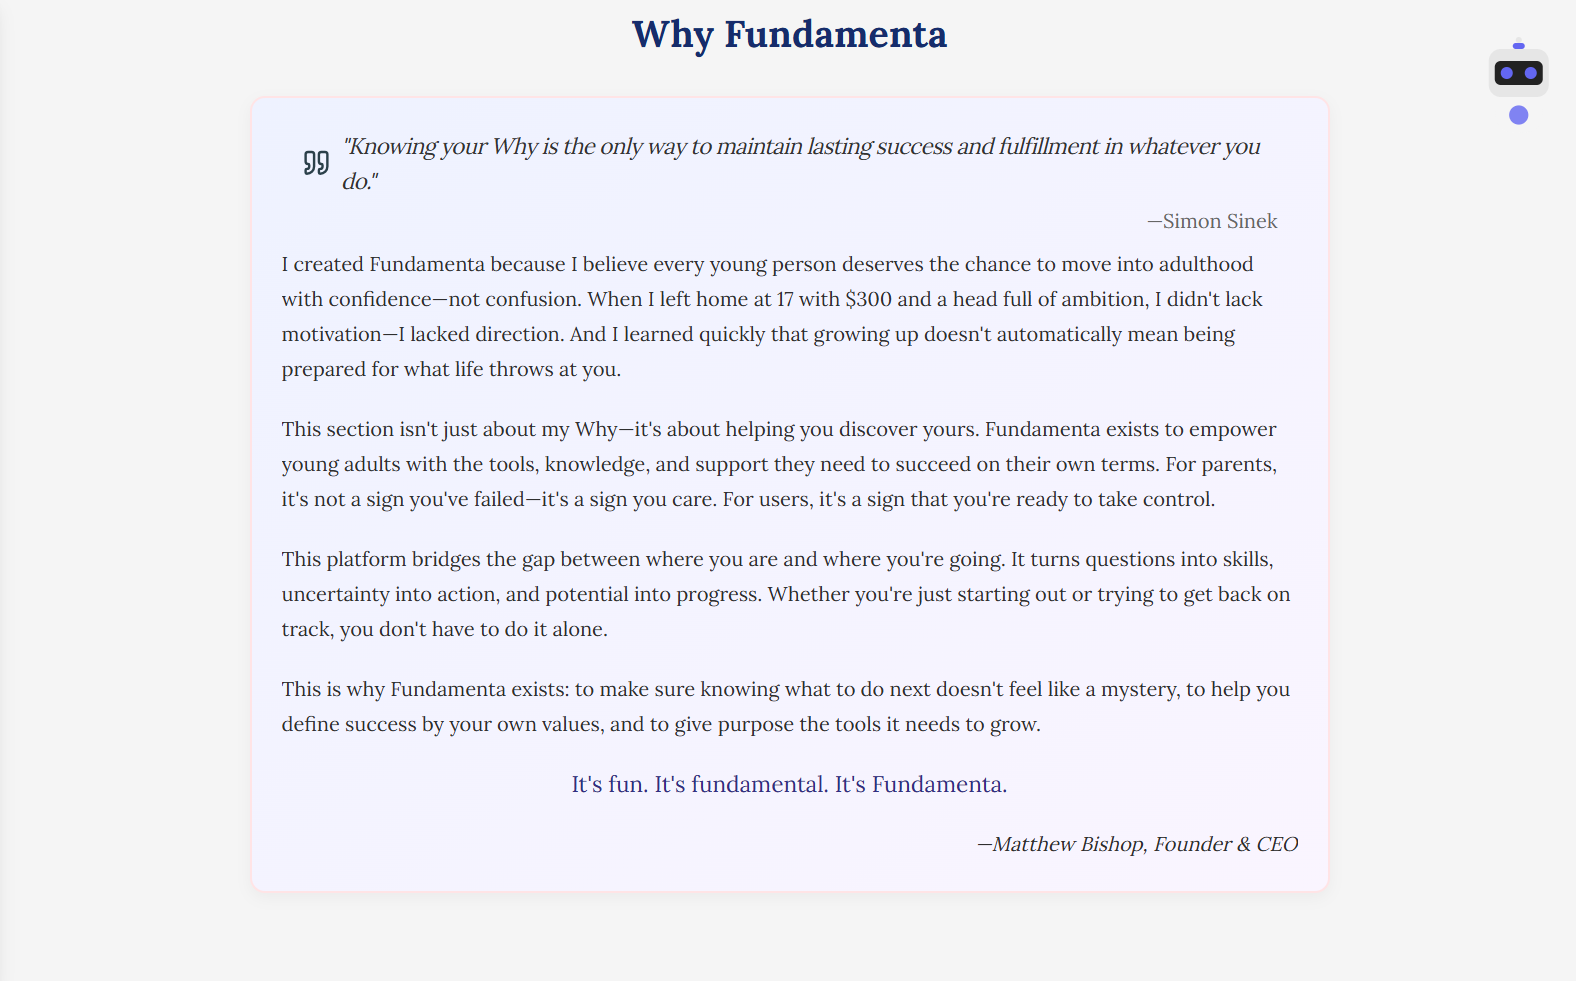 Why Fundamenta
"Knowing your Why is the only way to maintain lasting success and fulfillment in whatever you
do."
—Simon Sinek
I created Fundamenta because I believe every young person deserves the chance to move into adulthood
with confidence—not confusion. When I left home at 17 with $300 and a head full of ambition, I didn't lack
motivation—I lacked direction. And I learned quickly that growing up doesn't automatically mean being
prepared for what life throws at you.
This section isn't just about my Why—it's about helping you discover yours. Fundamenta exists to empower
young adults with the tools, knowledge, and support they need to succeed on their own terms. For parents,
it's not a sign you've failed—it's a sign you care. For users, it's a sign that you're ready to take control.
This platform bridges the gap between where you are and where you're going. It turns questions into skills,
uncertainty into action, and potential into progress. Whether you're just starting out or trying to get back on
track, you don't have to do it alone.
This is why Fundamenta exists: to make sure knowing what to do next doesn't feel like a mystery, to help you
define success by your own values, and to give purpose the tools it needs to grow.
It's fun. It's fundamental. It's Fundamenta.
—Matthew Bishop, Founder & CEO